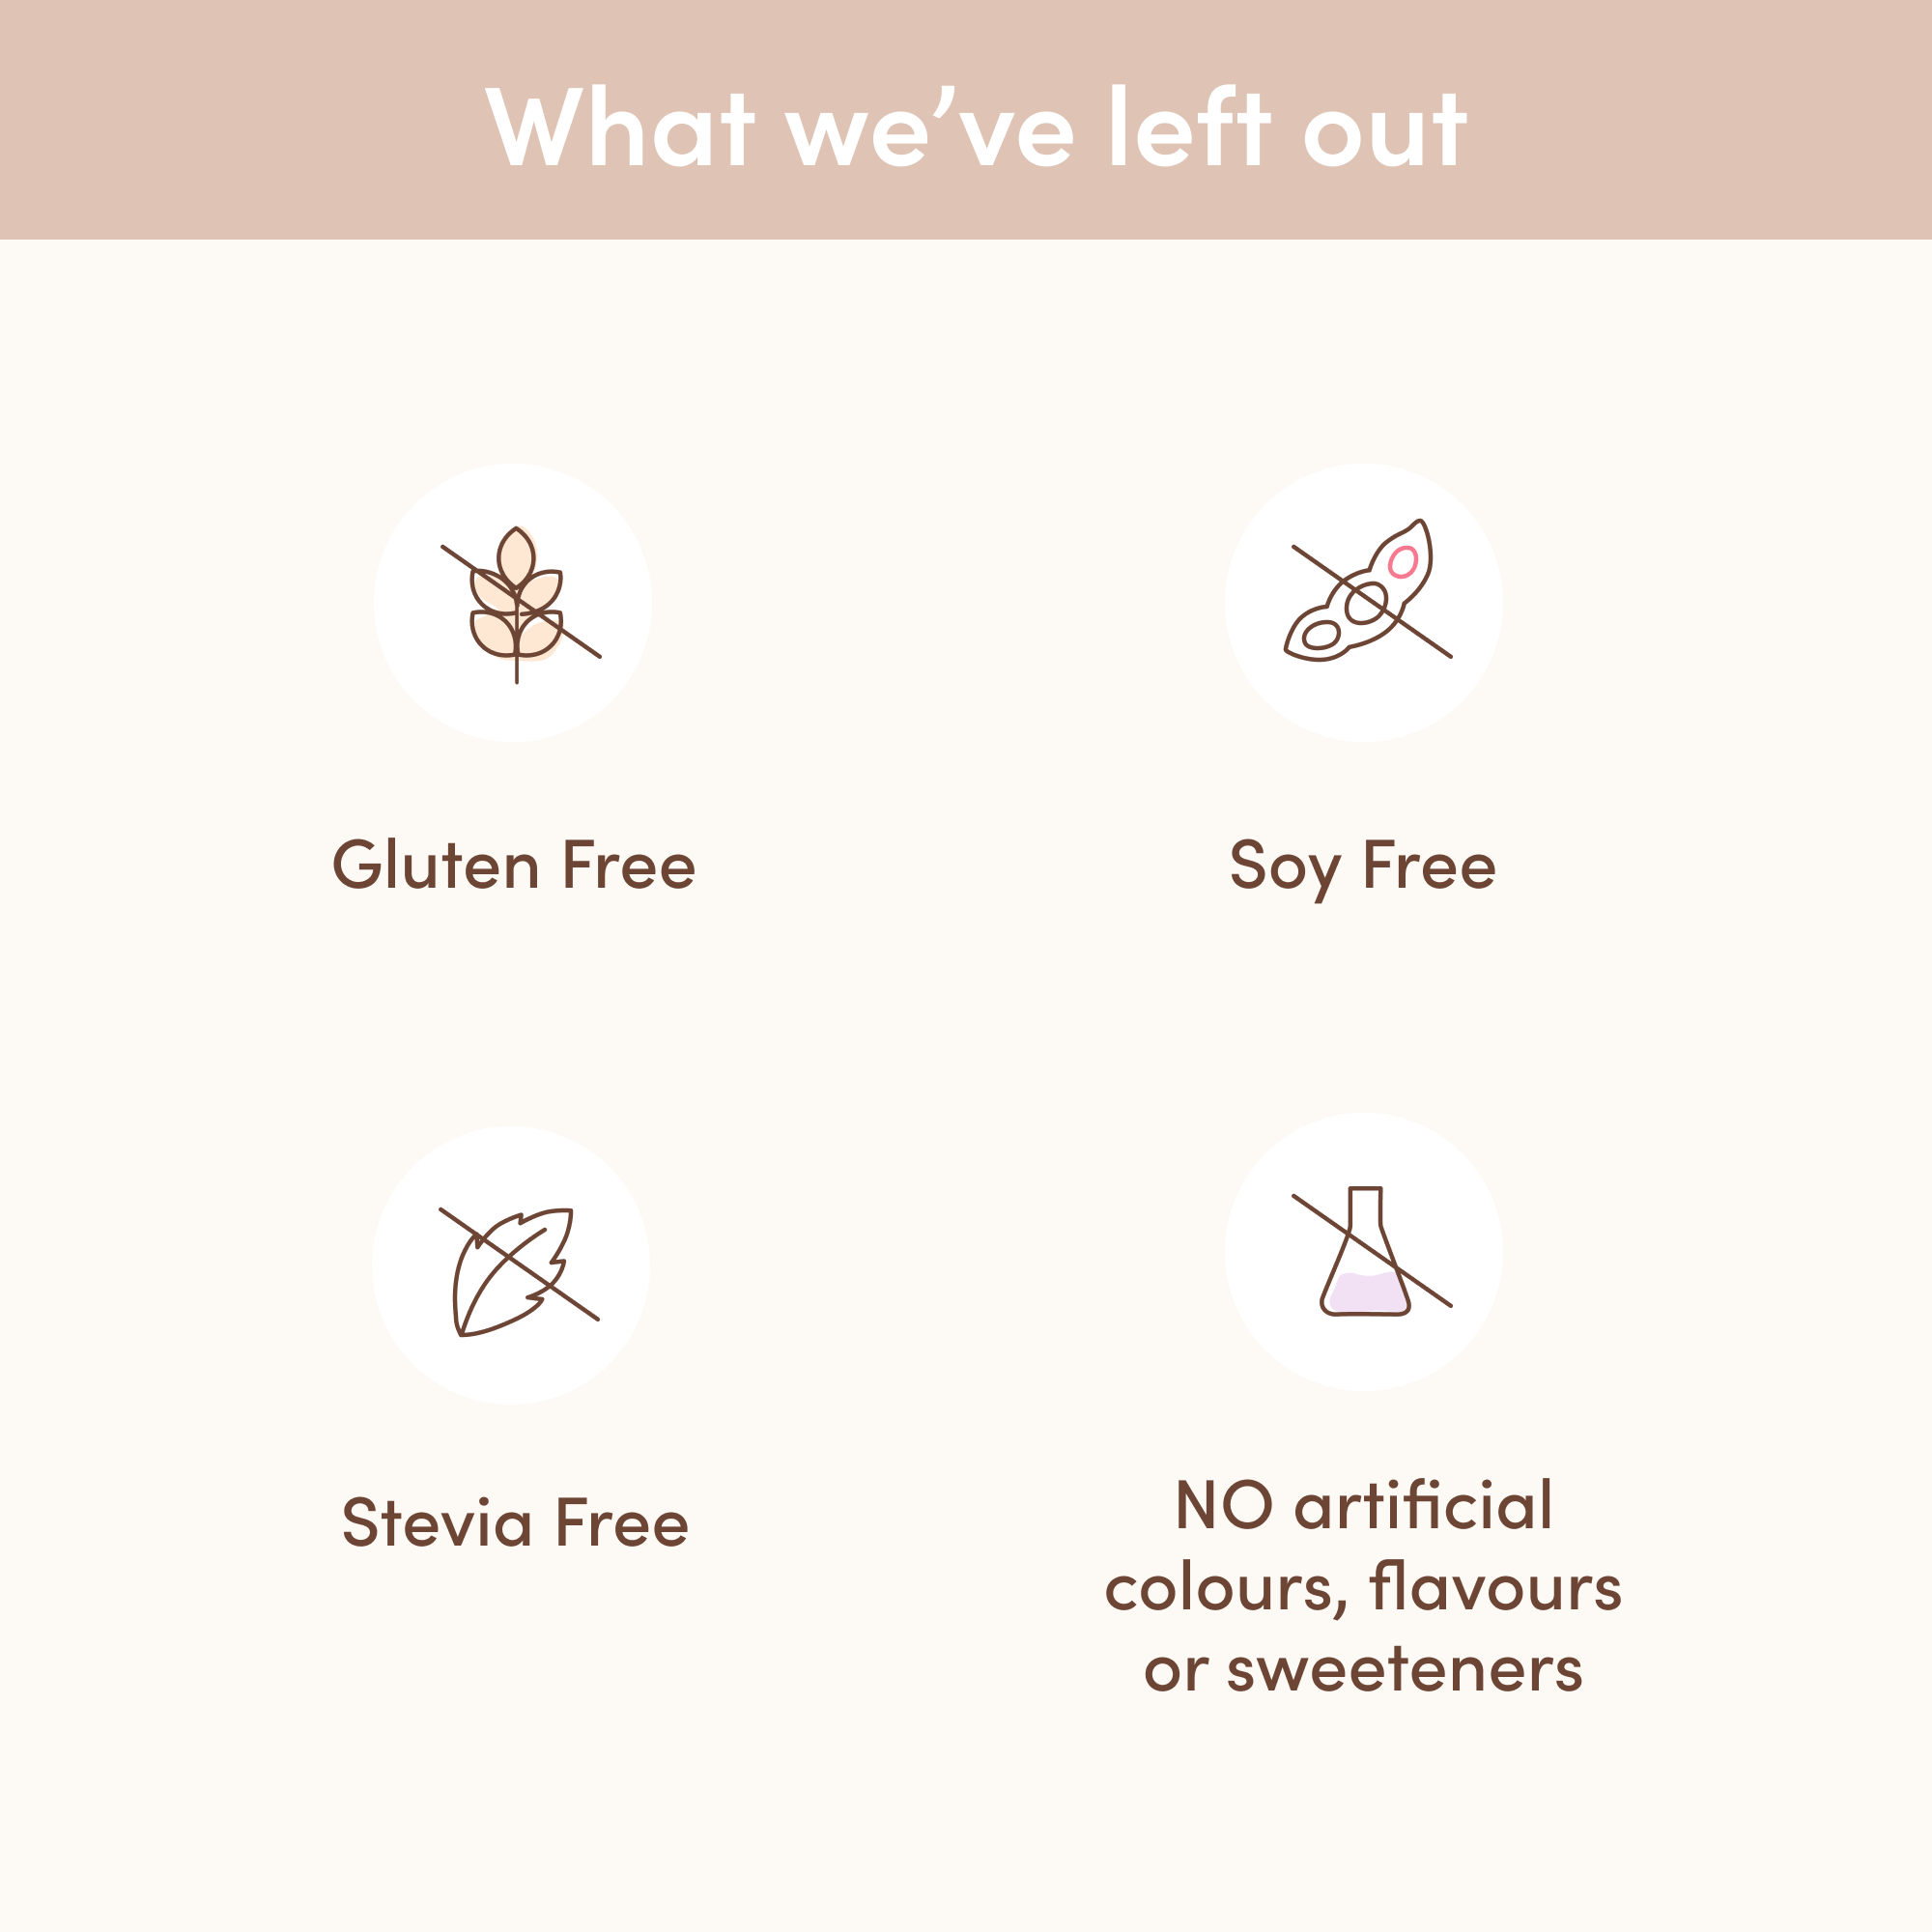 What we’ve left out
Gluten Free
Soy Free
Stevia Free
NO artificial
colours, flavours
or sweeteners